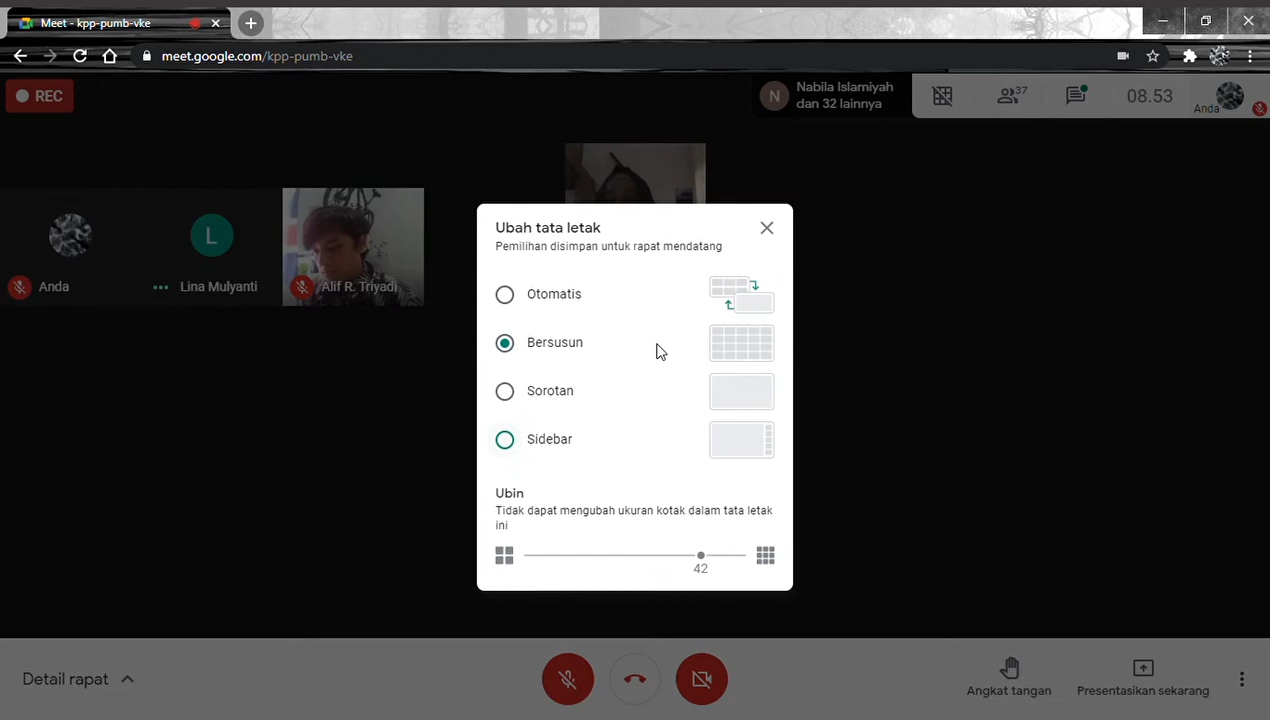 Meet - kpp-pumb-vke
meet.google.com/kpp-pumb-vke
REC
N
Nabila Islamiyah
dan 32 lainnya
37
08.53
Anda
Anda
L
Lina Mulyanti
Alif R. Triyadi
Ubah tata letak
Pemilihan disimpan untuk rapat mendatang
Otomatis
Bersusun
Sorotan
Sidebar
Ubin
Tidak dapat mengubah ukuran kotak dalam tata letak
ini
42
Detail rapat
Angkat tangan
Presentasikan sekarang